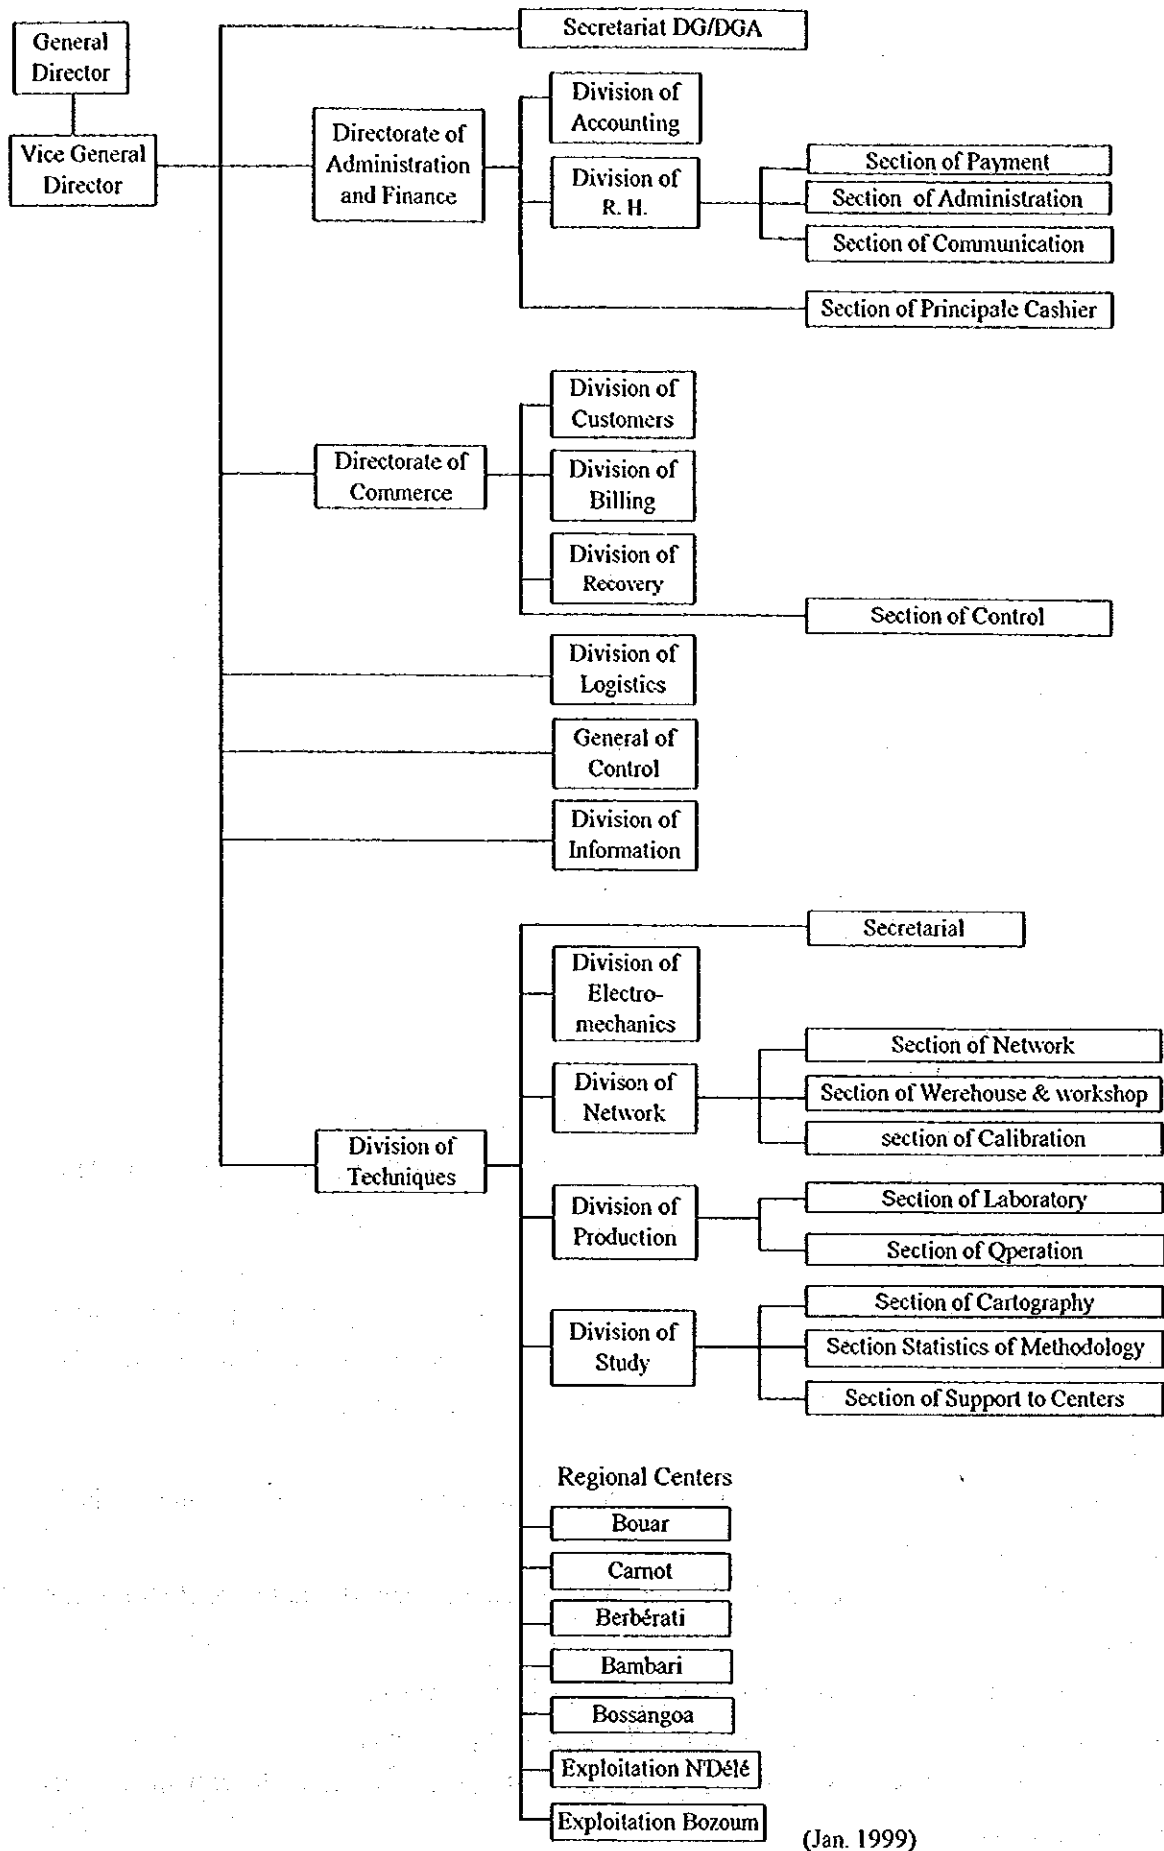 General
Director
Vice General
Director
Secretariat DG/DGA
Directorate of
Administration
and Finance
Division of
Accounting
Division of
R. H.
Section of Payment
Section of Administration
Section of Communication
Section of Principale Cashier
Directorate of
Commerce
Division of
Customers
Division of
Billing
Division of
Recovery
Section of Control
Division of
Logistics
General of
Control
Division of
Information
Division of
Techniques
Secretarial
Division of
Electro-
mechanics
Divison of
Network
Section of Network
Section of Werehouse & workshop
section of Calibration
Division of
Production
Section of Laboratory
Section of Qperation
Division of
Study
Section of Cartography
Section Statistics of Methodology
Section of Support to Centers
Regional Centers
Bouar
Carnot
Berbérati
Bambari
Bossangoa
Exploitation N'Délé
Exploitation Bozoum
(Jan. 1999)